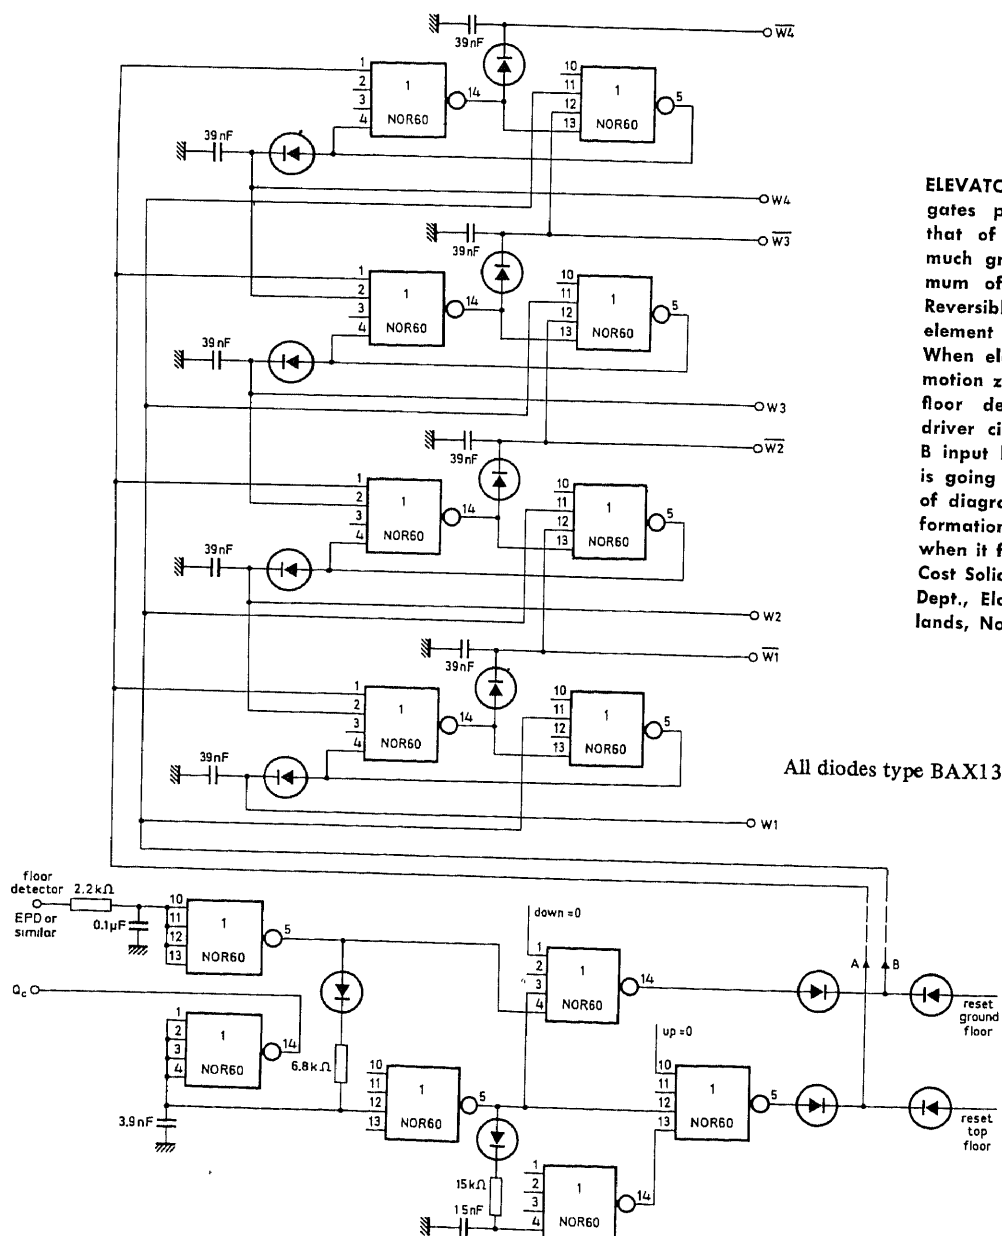 W4
39nF
1
2
3
4
1
NOR60
14
10
11
12
13
1
NOR60
5
39nF
W4
W3
39nF
1
2
3
4
1
NOR60
14
10
11
12
13
1
NOR60
5
39nF
W3
W2
39nF
1
2
3
4
1
NOR60
14
10
11
12
13
1
NOR60
5
39nF
W2
W1
39nF
1
2
3
4
1
NOR60
14
10
11
12
13
1
NOR60
5
39nF
W1
ELEVATO
gates p
that of
much gr
mum of
Reversibl
element
When el
motion z
floor de
driver ci
B input
is going
of diagra
formation
when it f
Cost Solid
Dept., Elc
lands, No
All diodes type BAX13
floor
detector
EPD or
similar
2.2kΩ
0.1µF
10
11
12
13
1
NOR60
5
Qc
1
2
3
4
1
NOR60
14
3.9nF
6.8kΩ
10
11
12
13
1
NOR60
5
15kΩ
1.5nF
1
2
3
4
1
NOR60
14
down=0
1
2
3
4
1
NOR60
14
up=0
10
11
12
13
1
NOR60
5
A
B
reset
ground
floor
reset
top
floor